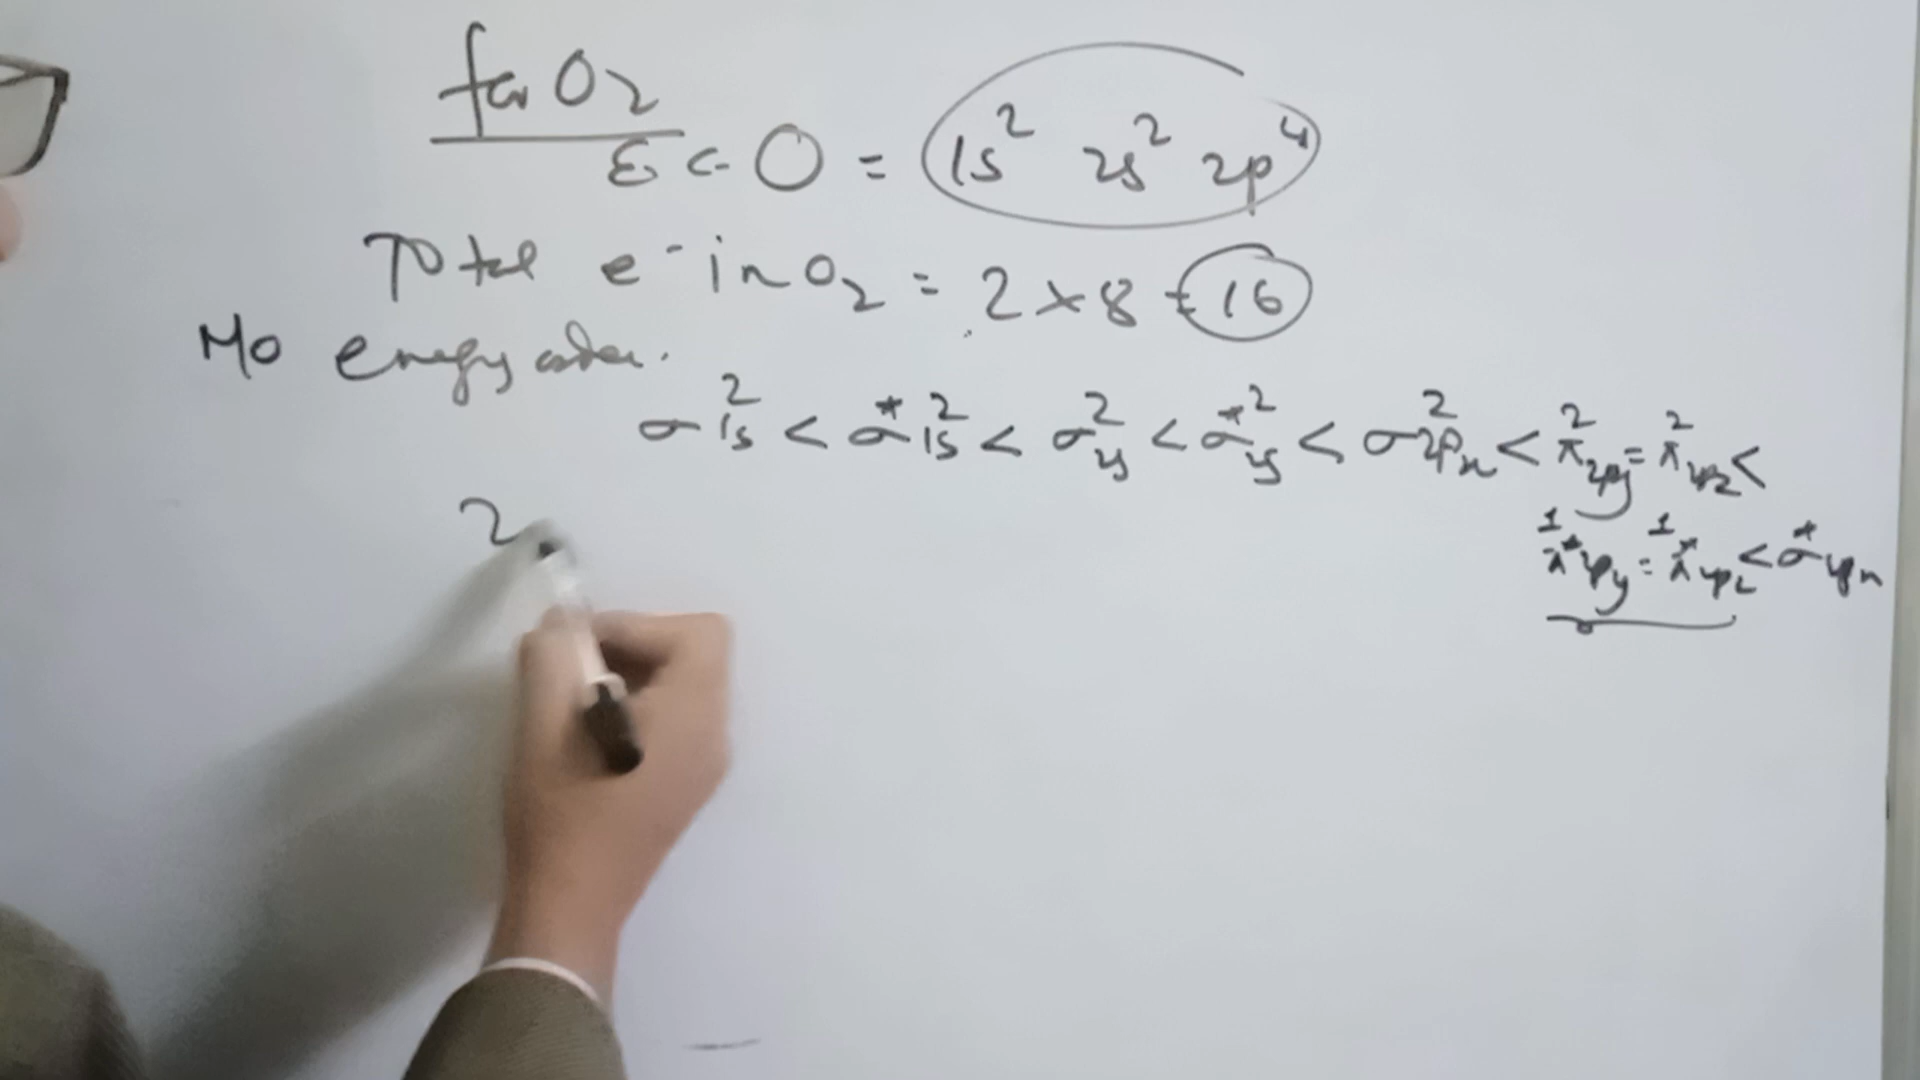 for O2
EC O = 1s² 2s² 2p⁴
Total e⁻ in O2 = 2 x 8 = 16
MO energy order.
σ1s² < σ*1s² < σ2s² < σ*2s² < σ2px² < π2py² = π2pz² <
π*2py¹ = π*2pz¹ < σ*2px
2